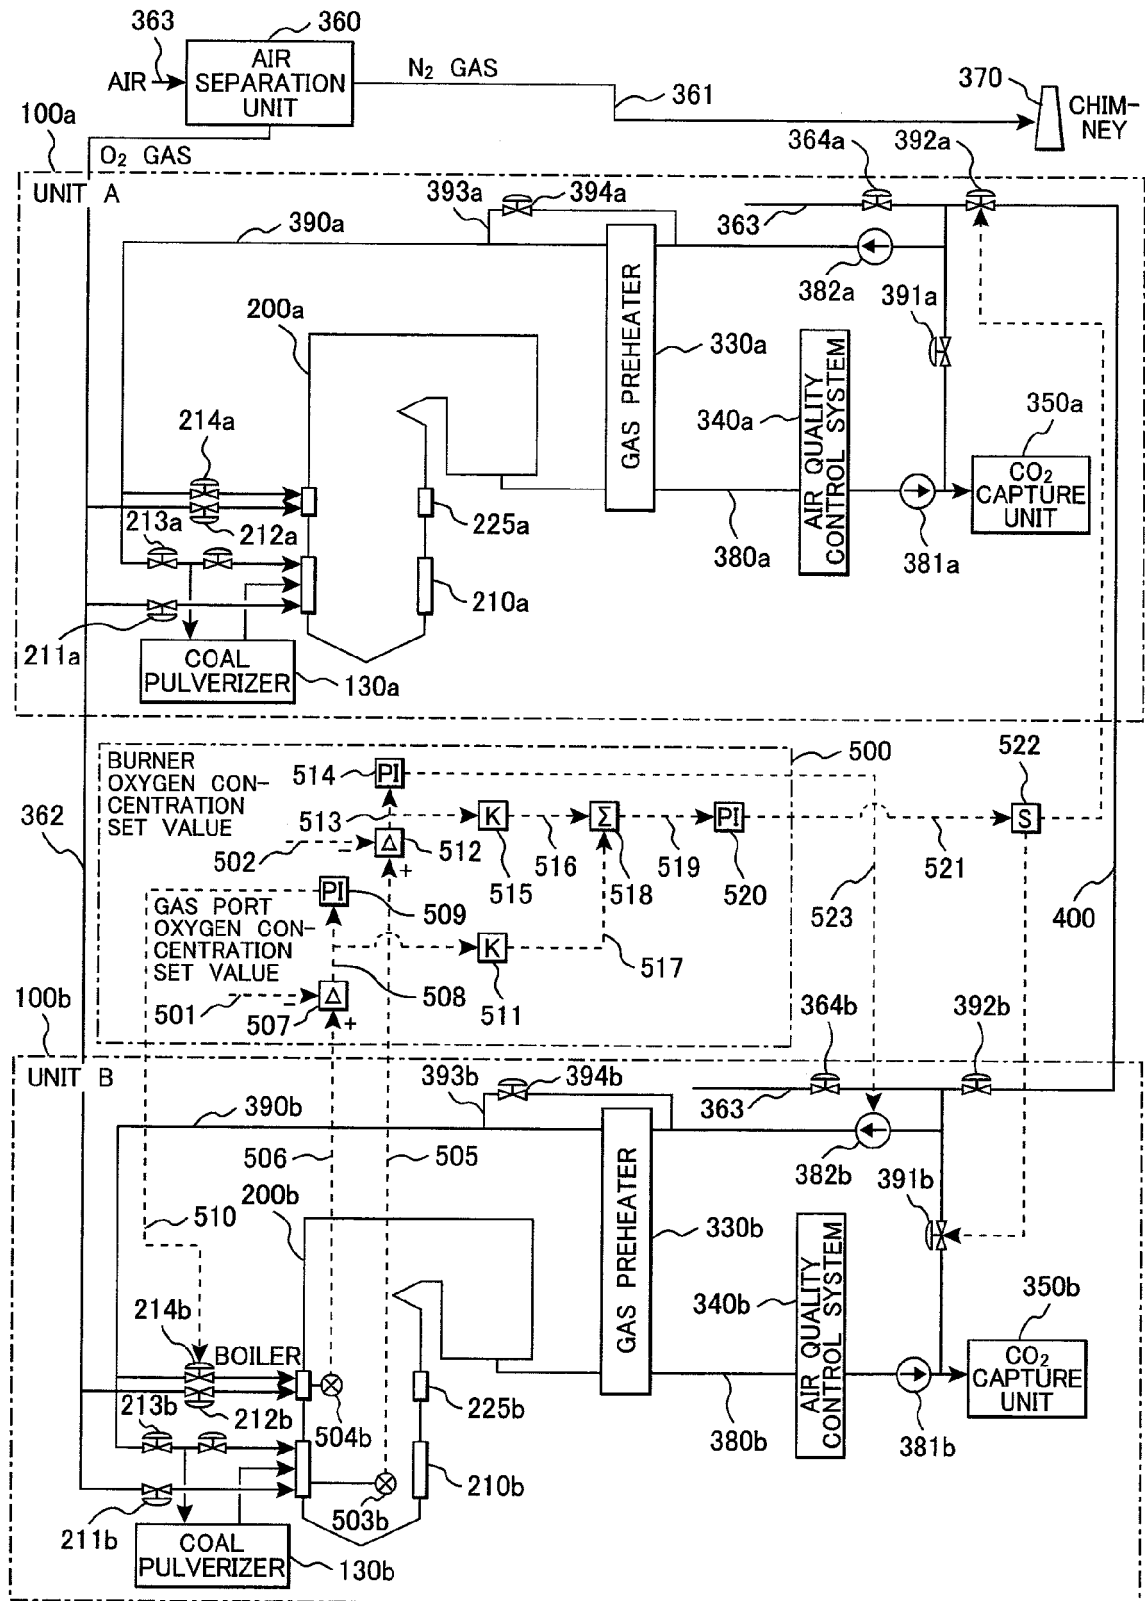 363
360
AIR
AIR
SEPARATION
UNIT
N2 GAS
361
370
CHIM-
NEY
100a
O2 GAS
364a
392a
UNIT A
393a
394a
363
390a
382a
391a
200a
GAS PREHEATER
330a
AIR QUALITY
CONTROL SYSTEM
340a
350a
214a
CO2
CAPTURE
UNIT
213a
212a
225a
380a
381a
210a
211a
COAL
PULVERIZER
130a
BURNER
OXYGEN CON-
CENTRATION
SET VALUE
514
PI
500
522
513
K
Σ
PI
S
362
502
−
Δ
512
516
519
521
+
515
518
520
PI
509
523
400
GAS PORT
OXYGEN CON-
CENTRATION
SET VALUE
K
517
508
511
100b
501
−
Δ
507
+
364b
392b
UNIT B
393b
394b
363
390b
506
505
382b
391b
200b
GAS PREHEATER
330b
AIR QUALITY
CONTROL SYSTEM
340b
510
350b
214b
BOILER
CO2
CAPTURE
UNIT
213b
212b
504b
225b
380b
381b
210b
503b
211b
COAL
PULVERIZER
130b